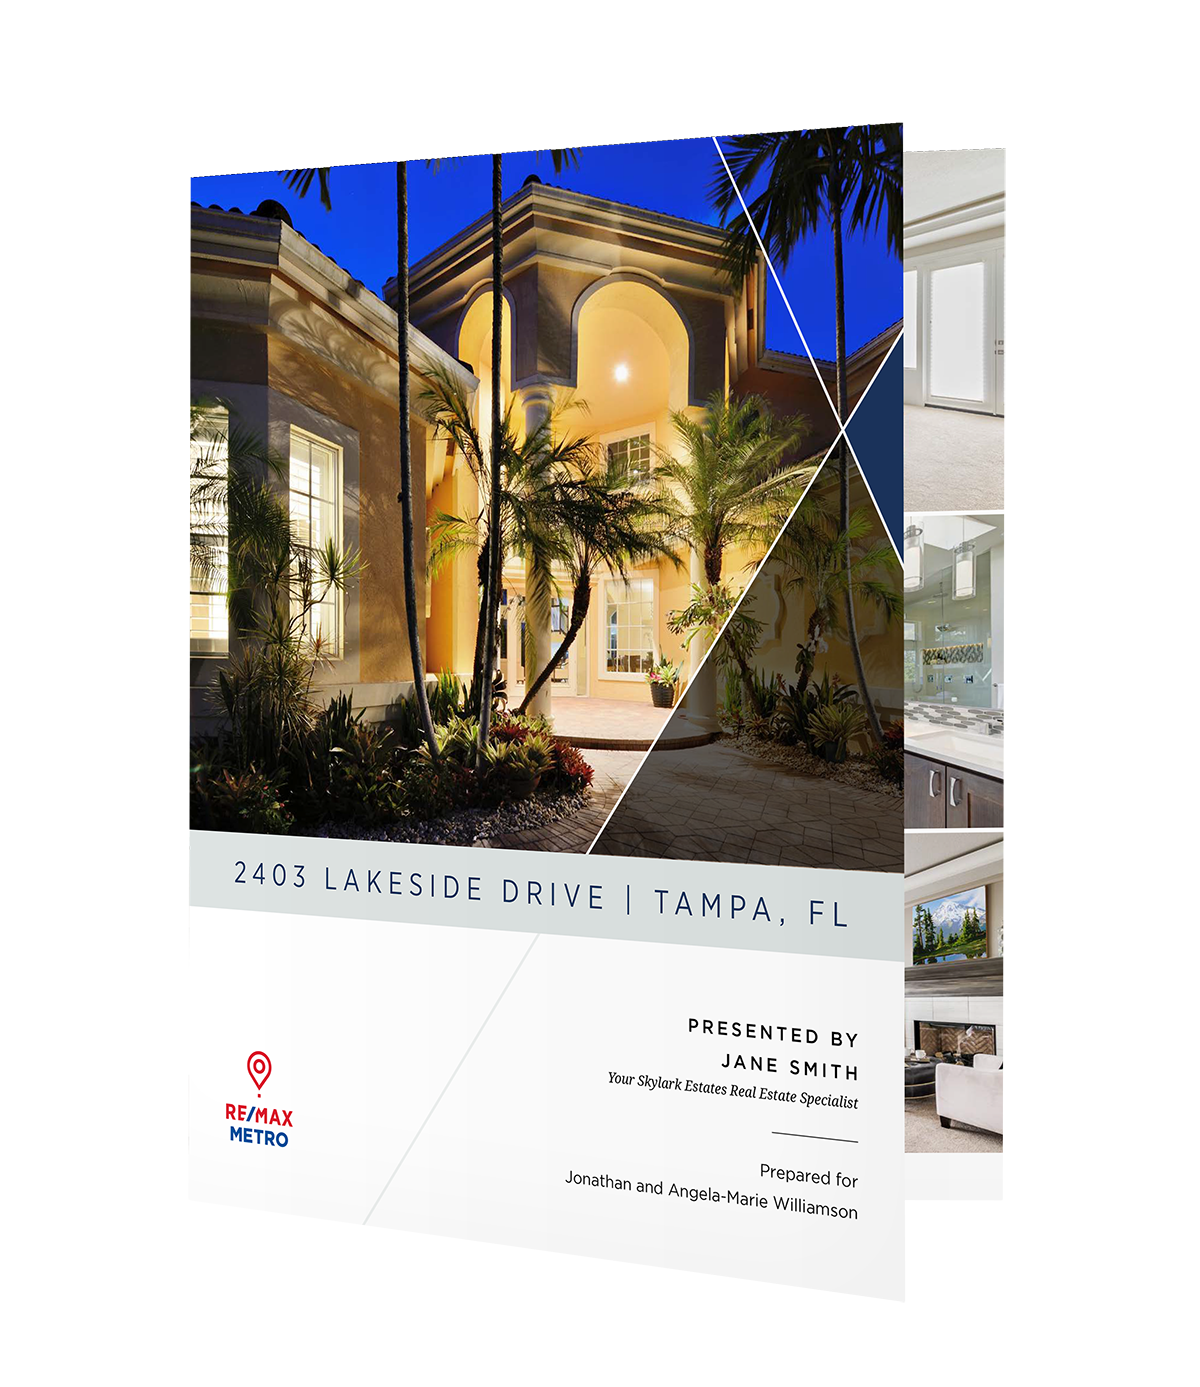 2403 LAKESIDE DRIVE | TAMPA, FL
PRESENTED BY
JANE SMITH
Your Skylark Estates Real Estate Specialist
Prepared for
Jonathan and Angela-Marie Williamson
RE/MAX
METRO